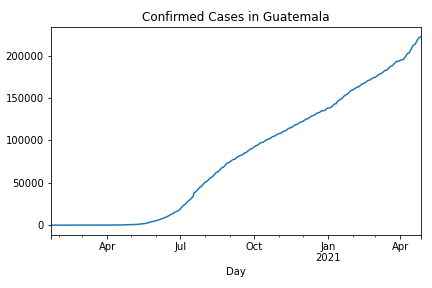 Confirmed Cases in Guatemala
200000
150000
100000
50000
0
Apr
Jul
Oct
Jan
2021
Apr
Day